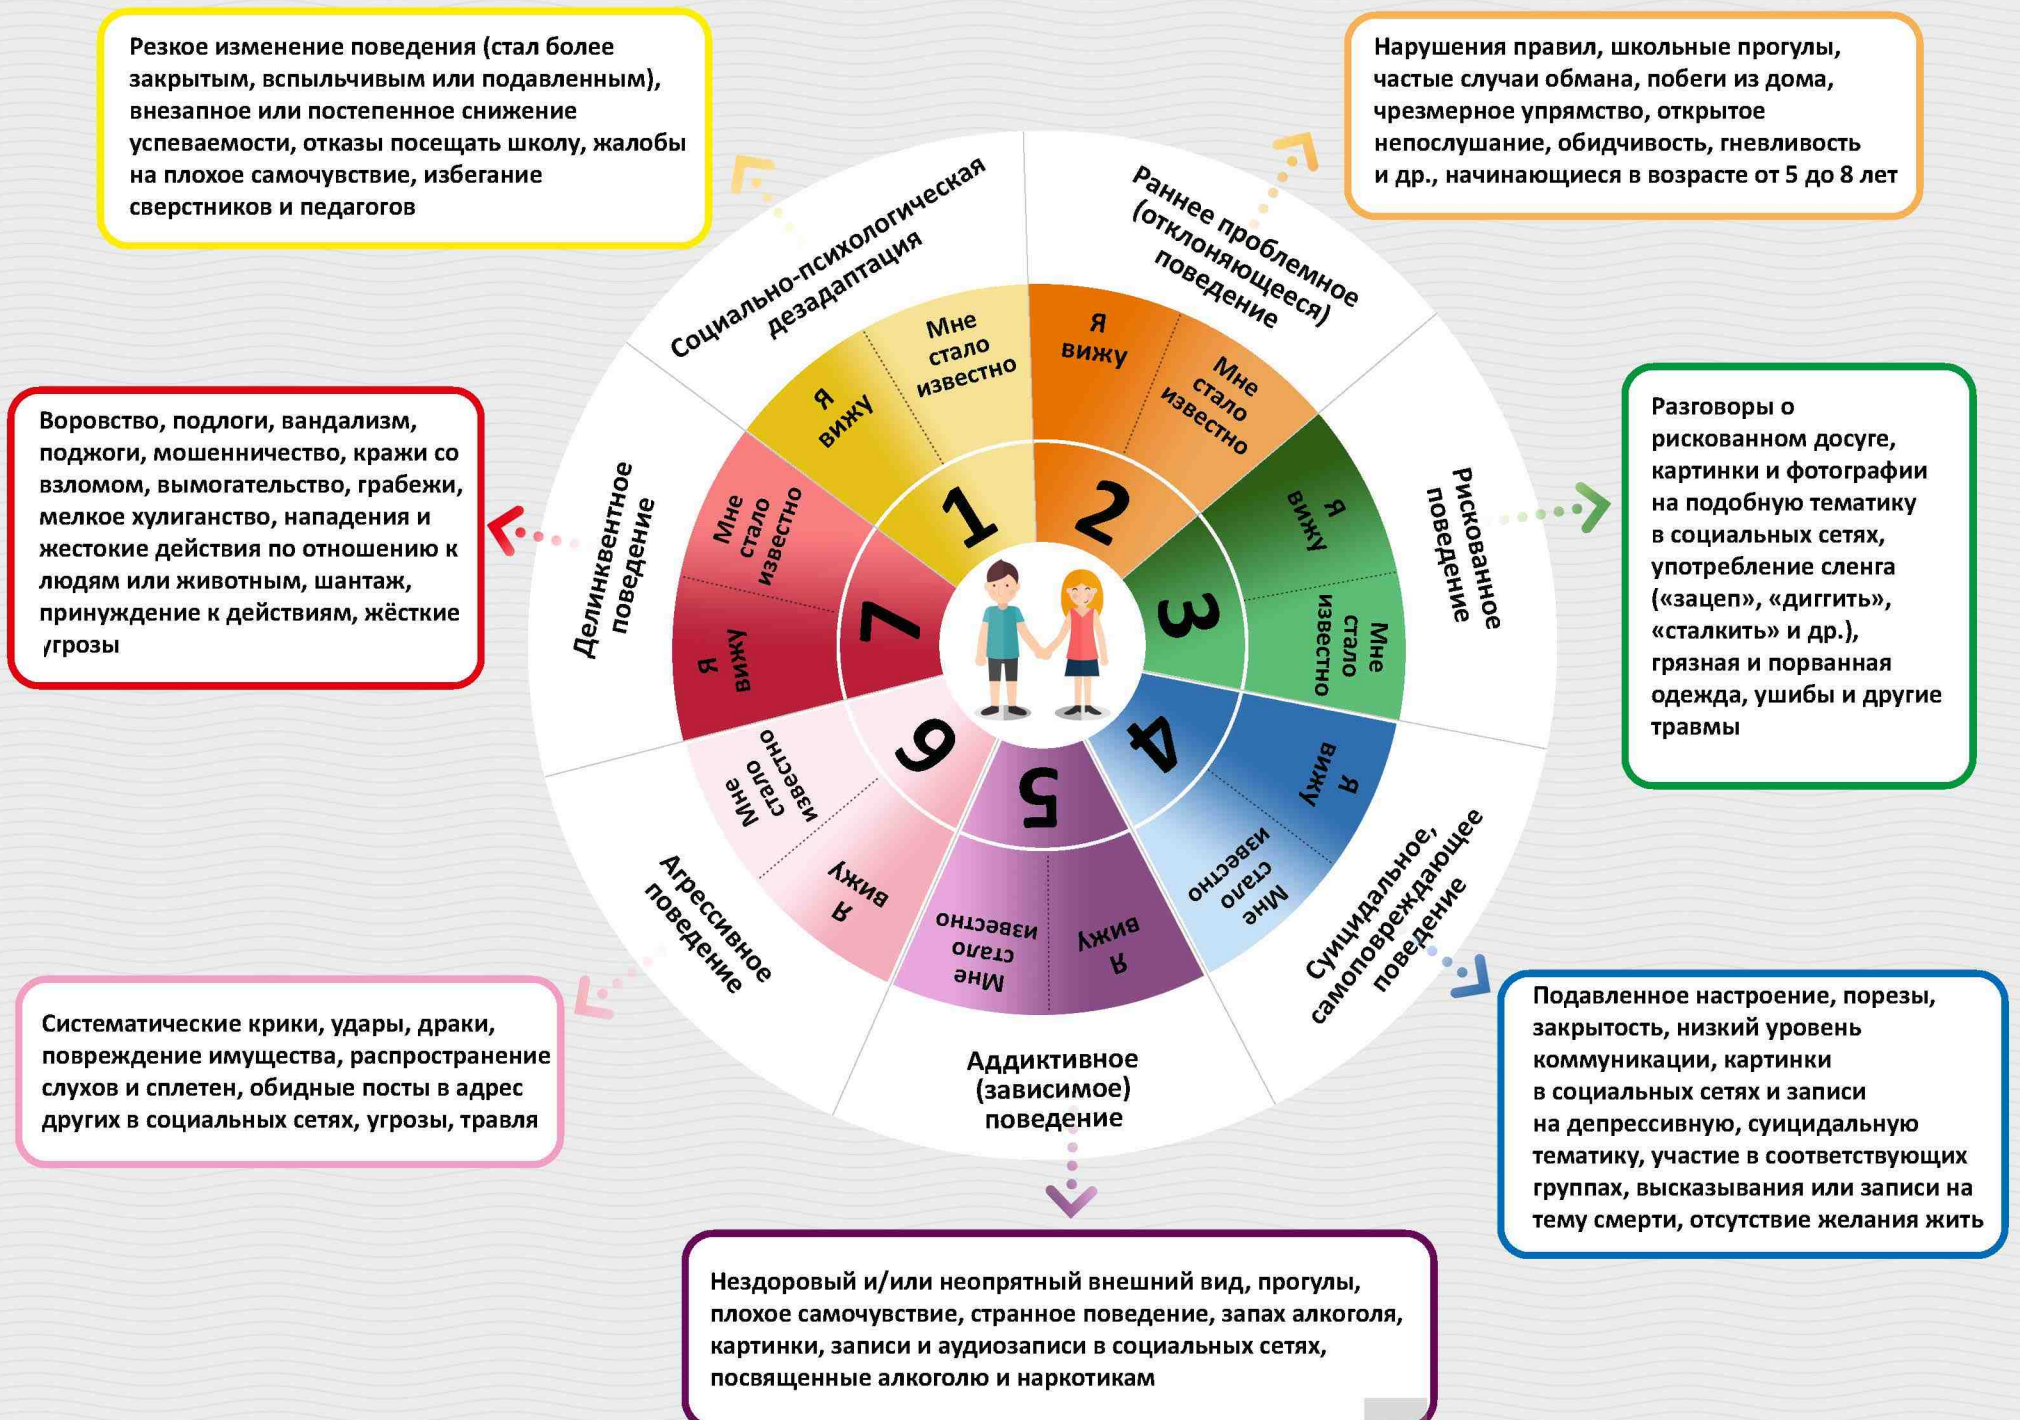 Резкое изменение поведения (стал более
закрытым, вспыльчивым или подавленным),
внезапное или постепенное снижение
успеваемости, отказы посещать школу, жалобы
на плохое самочувствие, избегание
сверстников и педагогов
Нарушения правил, школьные прогулы,
частые случаи обмана, побеги из дома,
чрезмерное упрямство, открытое
непослушание, обидчивость, гневливость
и др., начинающиеся в возрасте от 5 до 8 лет
Социально-психологическая
дезадаптация
Я
вижу
Мне
стало
известно
1
Раннее проблемное
(отклоняющееся)
поведение
Я
вижу
Мне
стало
известно
2
Рискованное
поведение
Я
вижу
Мне
стало
известно
3
Разговоры о
рискованном досуге,
картинки и фотографии
на подобную тематику
в социальных сетях,
употребление сленга
(«зацеп», «диггить»,
«сталкить» и др.),
грязная и порванная
одежда, ушибы и другие
травмы
Суицидальное,
самоповреждающее
поведение
Я
вижу
Мне
стало
известно
4
Подавленное настроение, порезы,
закрытость, низкий уровень
коммуникации, картинки
в социальных сетях и записи
на депрессивную, суицидальную
тематику, участие в соответствующих
группах, высказывания или записи на
тему смерти, отсутствие желания жить
Я
вижу
Мне
стало
известно
5
Аддиктивное
(зависимое)
поведение
Нездоровый и/или неопрятный внешний вид, прогулы,
плохое самочувствие, странное поведение, запах алкоголя,
картинки, записи и аудиозаписи в социальных сетях,
посвященные алкоголю и наркотикам
Агрессивное
поведение
Я
вижу
Мне
стало
известно
6
Систематические крики, удары, драки,
повреждение имущества, распространение
слухов и сплетен, обидные посты в адрес
других в социальных сетях, угрозы, травля
Делинквентное
поведение
Я
вижу
Мне
стало
известно
7
Воровство, подлоги, вандализм,
поджоги, мошенничество, кражи со
взломом, вымогательство, грабежи,
мелкое хулиганство, нападения и
жестокие действия по отношению к
людям или животным, шантаж,
принуждение к действиям, жёсткие
угрозы